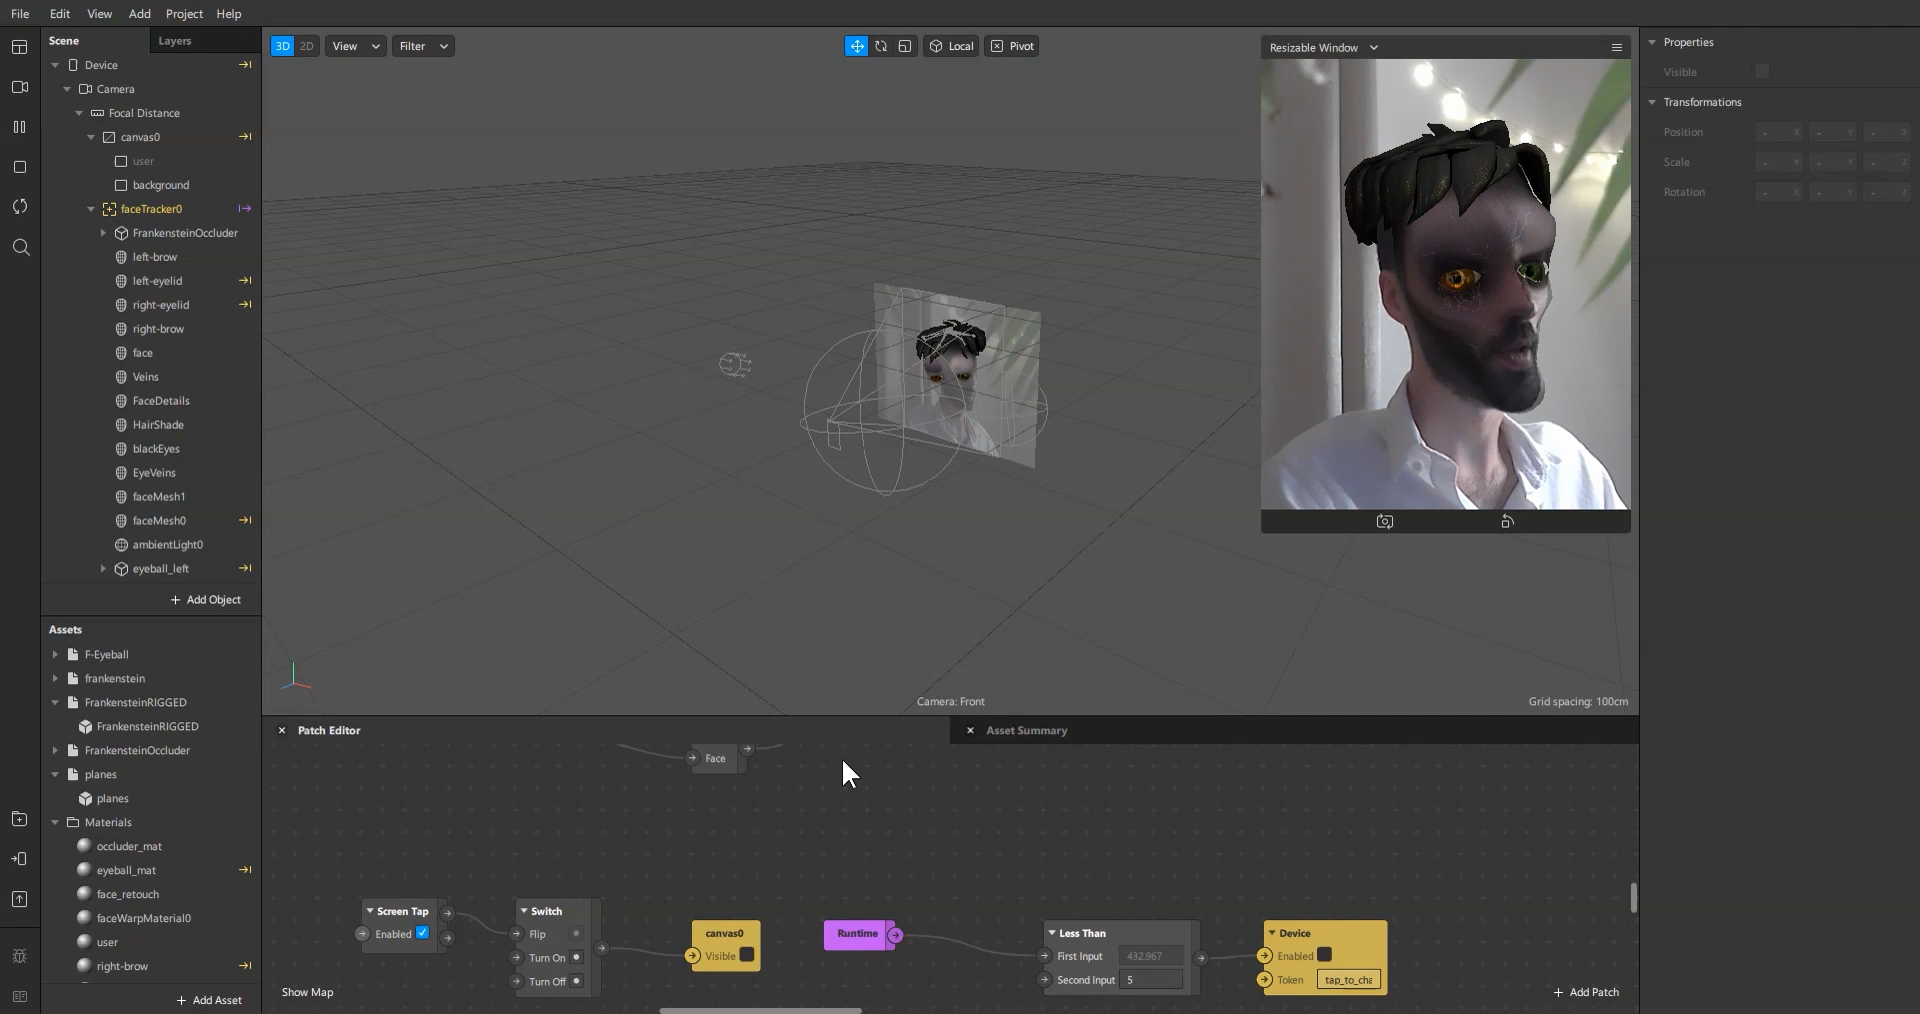 File Edit View Add Project Help
Scene Layers
Device
Camera
Focal Distance
canvas0
user
background
faceTracker0
FrankensteinOccluder
left-brow
left-eyelid
right-eyelid
right-brow
face
Veins
FaceDetails
HairShade
blackEyes
EyeVeins
faceMesh1
faceMesh0
ambientLight0
eyeball_left
+ Add Object
Assets
F-Eyeball
frankenstein
FrankensteinRIGGED
FrankensteinRIGGED
FrankensteinOccluder
planes
planes
Materials
occluder_mat
eyeball_mat
face_retouch
faceWarpMaterial0
user
right-brow
+ Add Asset
3D 2D View Filter Local Pivot
Camera: Front
Grid spacing: 100cm
Resizable Window
Properties
Visible
Transformations
Position - X - Y - Z
Scale - X - Y - Z
Rotation - X - Y - Z
Patch Editor
Asset Summary
Face
Screen Tap
Enabled
Switch
Flip
Turn On
Turn Off
canvas0
Visible
Runtime
Less Than
First Input 432.967
Second Input 5
Device
Enabled
Token tap_to_cha
Show Map
+ Add Patch